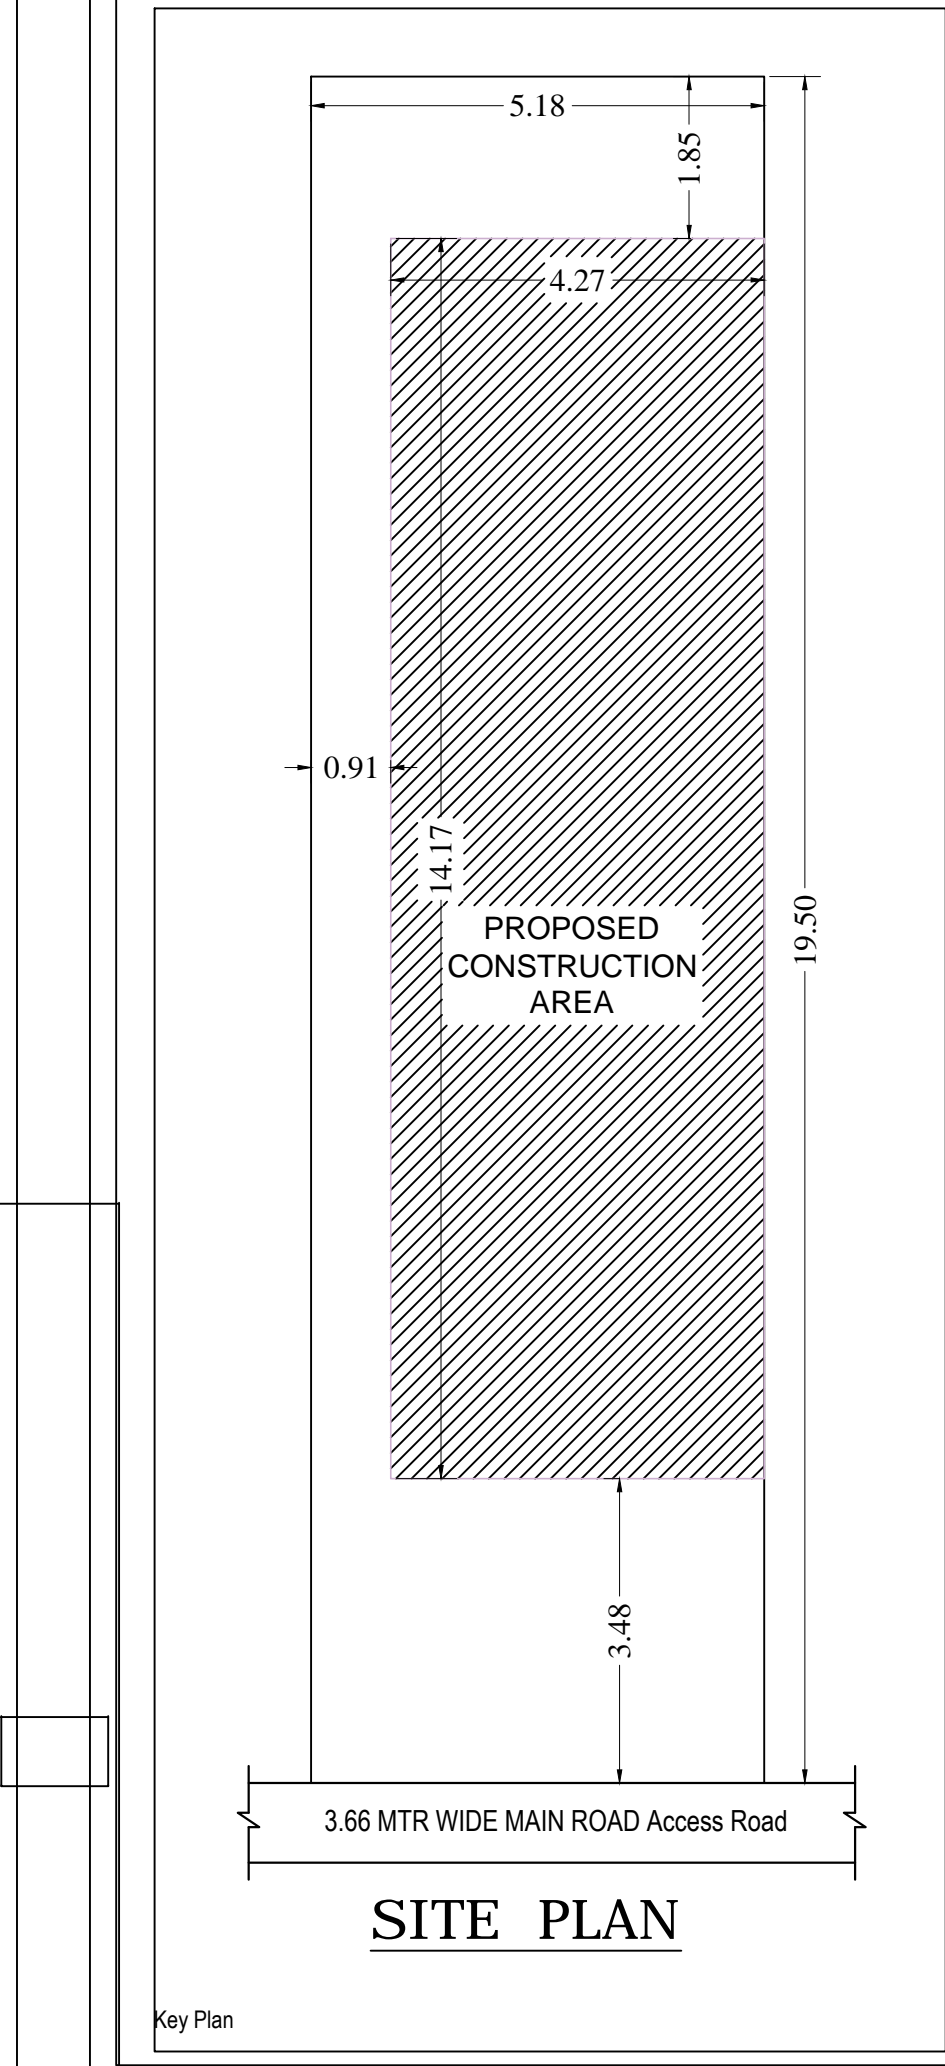 5.18
1.85
4.27
0.91
14.17
PROPOSED
CONSTRUCTION
AREA
19.50
3.48
3.66 MTR WIDE MAIN ROAD Access Road
SITE PLAN
Key Plan